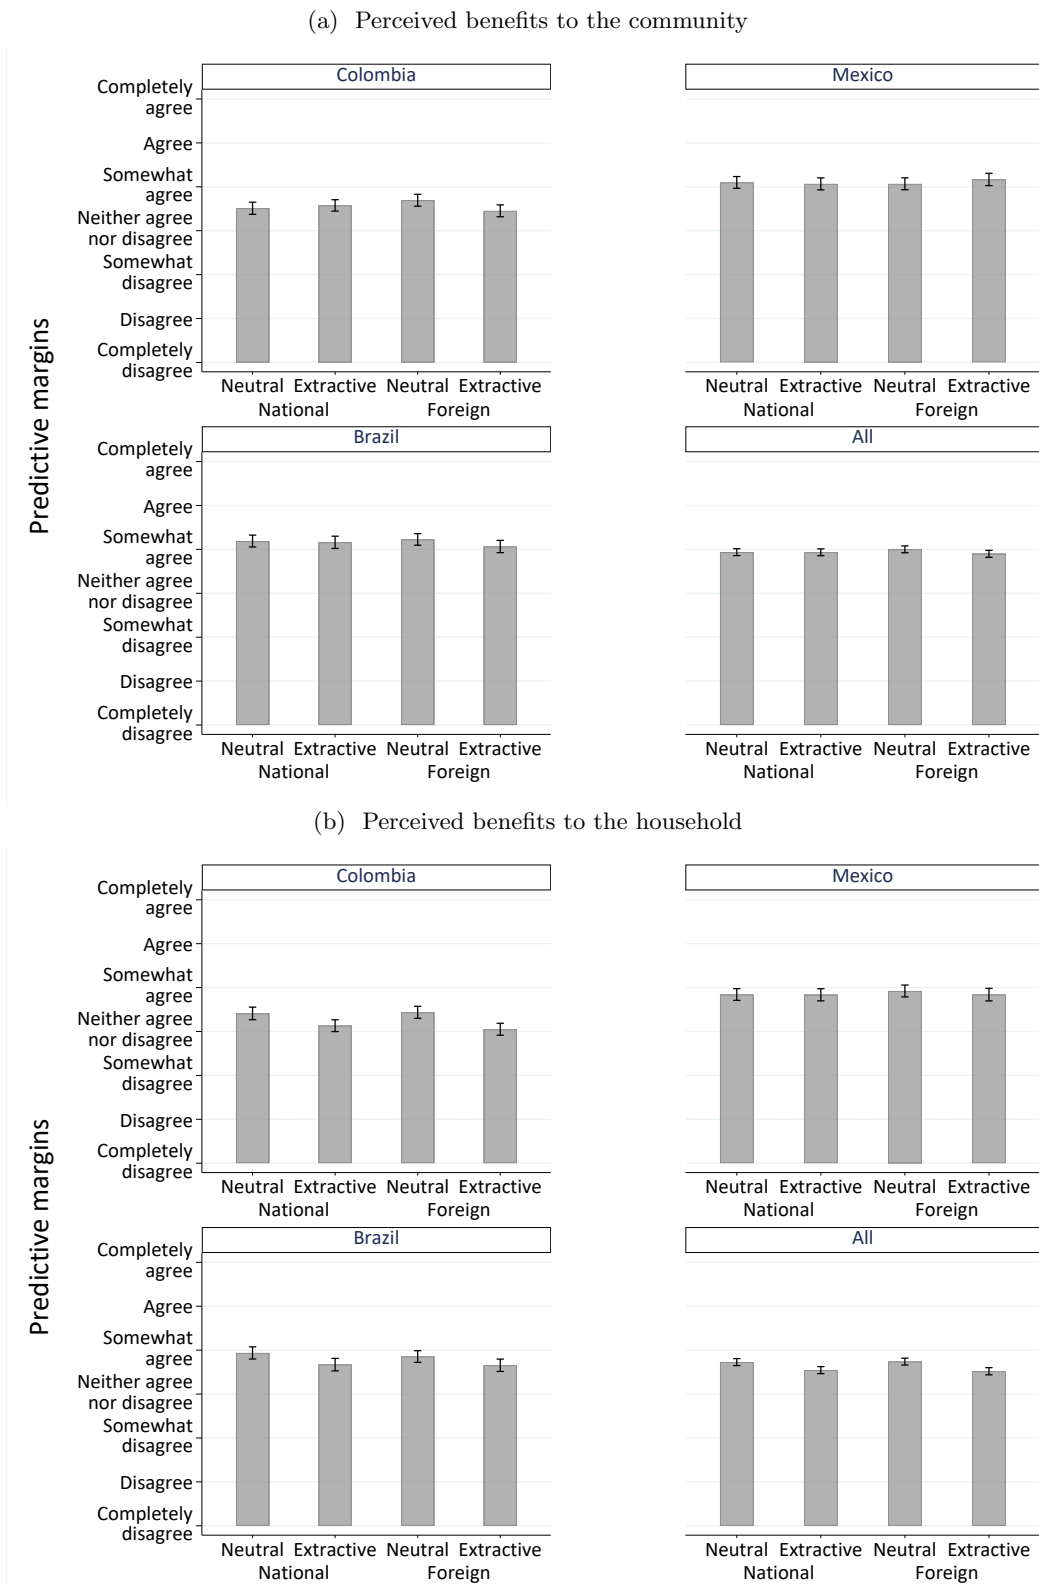 (a) Perceived benefits to the community
Predictive margins
Colombia
Completely
agree
Agree
Somewhat
agree
Neither agree
nor disagree
Somewhat
disagree
Disagree
Completely
disagree
Neutral Extractive Neutral Extractive
National Foreign
Mexico
Neutral Extractive Neutral Extractive
National Foreign
Brazil
Completely
agree
Agree
Somewhat
agree
Neither agree
nor disagree
Somewhat
disagree
Disagree
Completely
disagree
Neutral Extractive Neutral Extractive
National Foreign
All
Neutral Extractive Neutral Extractive
National Foreign
(b) Perceived benefits to the household
Predictive margins
Colombia
Completely
agree
Agree
Somewhat
agree
Neither agree
nor disagree
Somewhat
disagree
Disagree
Completely
disagree
Neutral Extractive Neutral Extractive
National Foreign
Mexico
Neutral Extractive Neutral Extractive
National Foreign
Brazil
Completely
agree
Agree
Somewhat
agree
Neither agree
nor disagree
Somewhat
disagree
Disagree
Completely
disagree
Neutral Extractive Neutral Extractive
National Foreign
All
Neutral Extractive Neutral Extractive
National Foreign